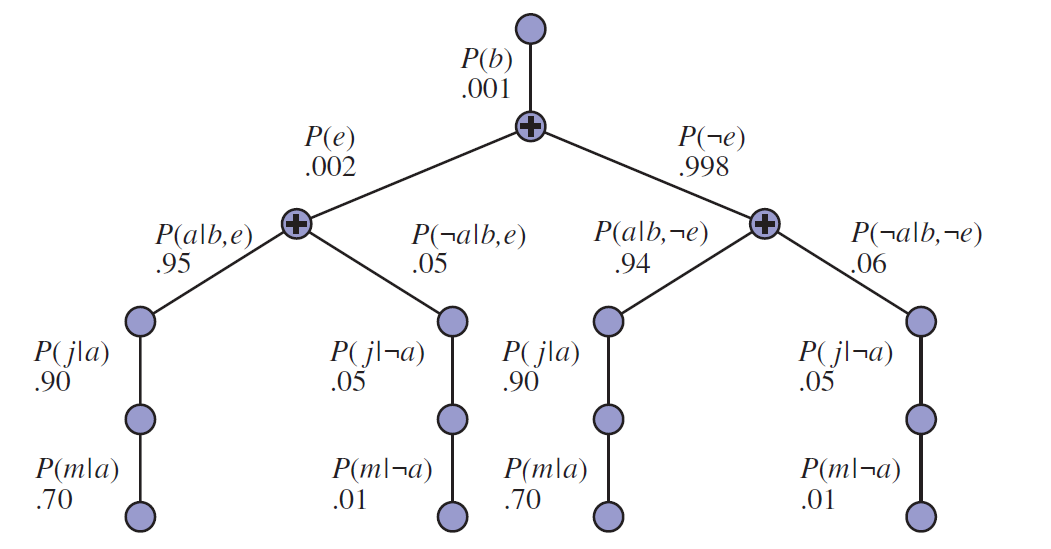 P(b)
.001
P(e)
.002
P(¬e)
.998
P(a|b,e)
.95
P(¬a|b,e)
.05
P(a|b,¬e)
.94
P(¬a|b,¬e)
.06
P(j|a)
.90
P(j|¬a)
.05
P(j|a)
.90
P(j|¬a)
.05
P(m|a)
.70
P(m|¬a)
.01
P(m|a)
.70
P(m|¬a)
.01